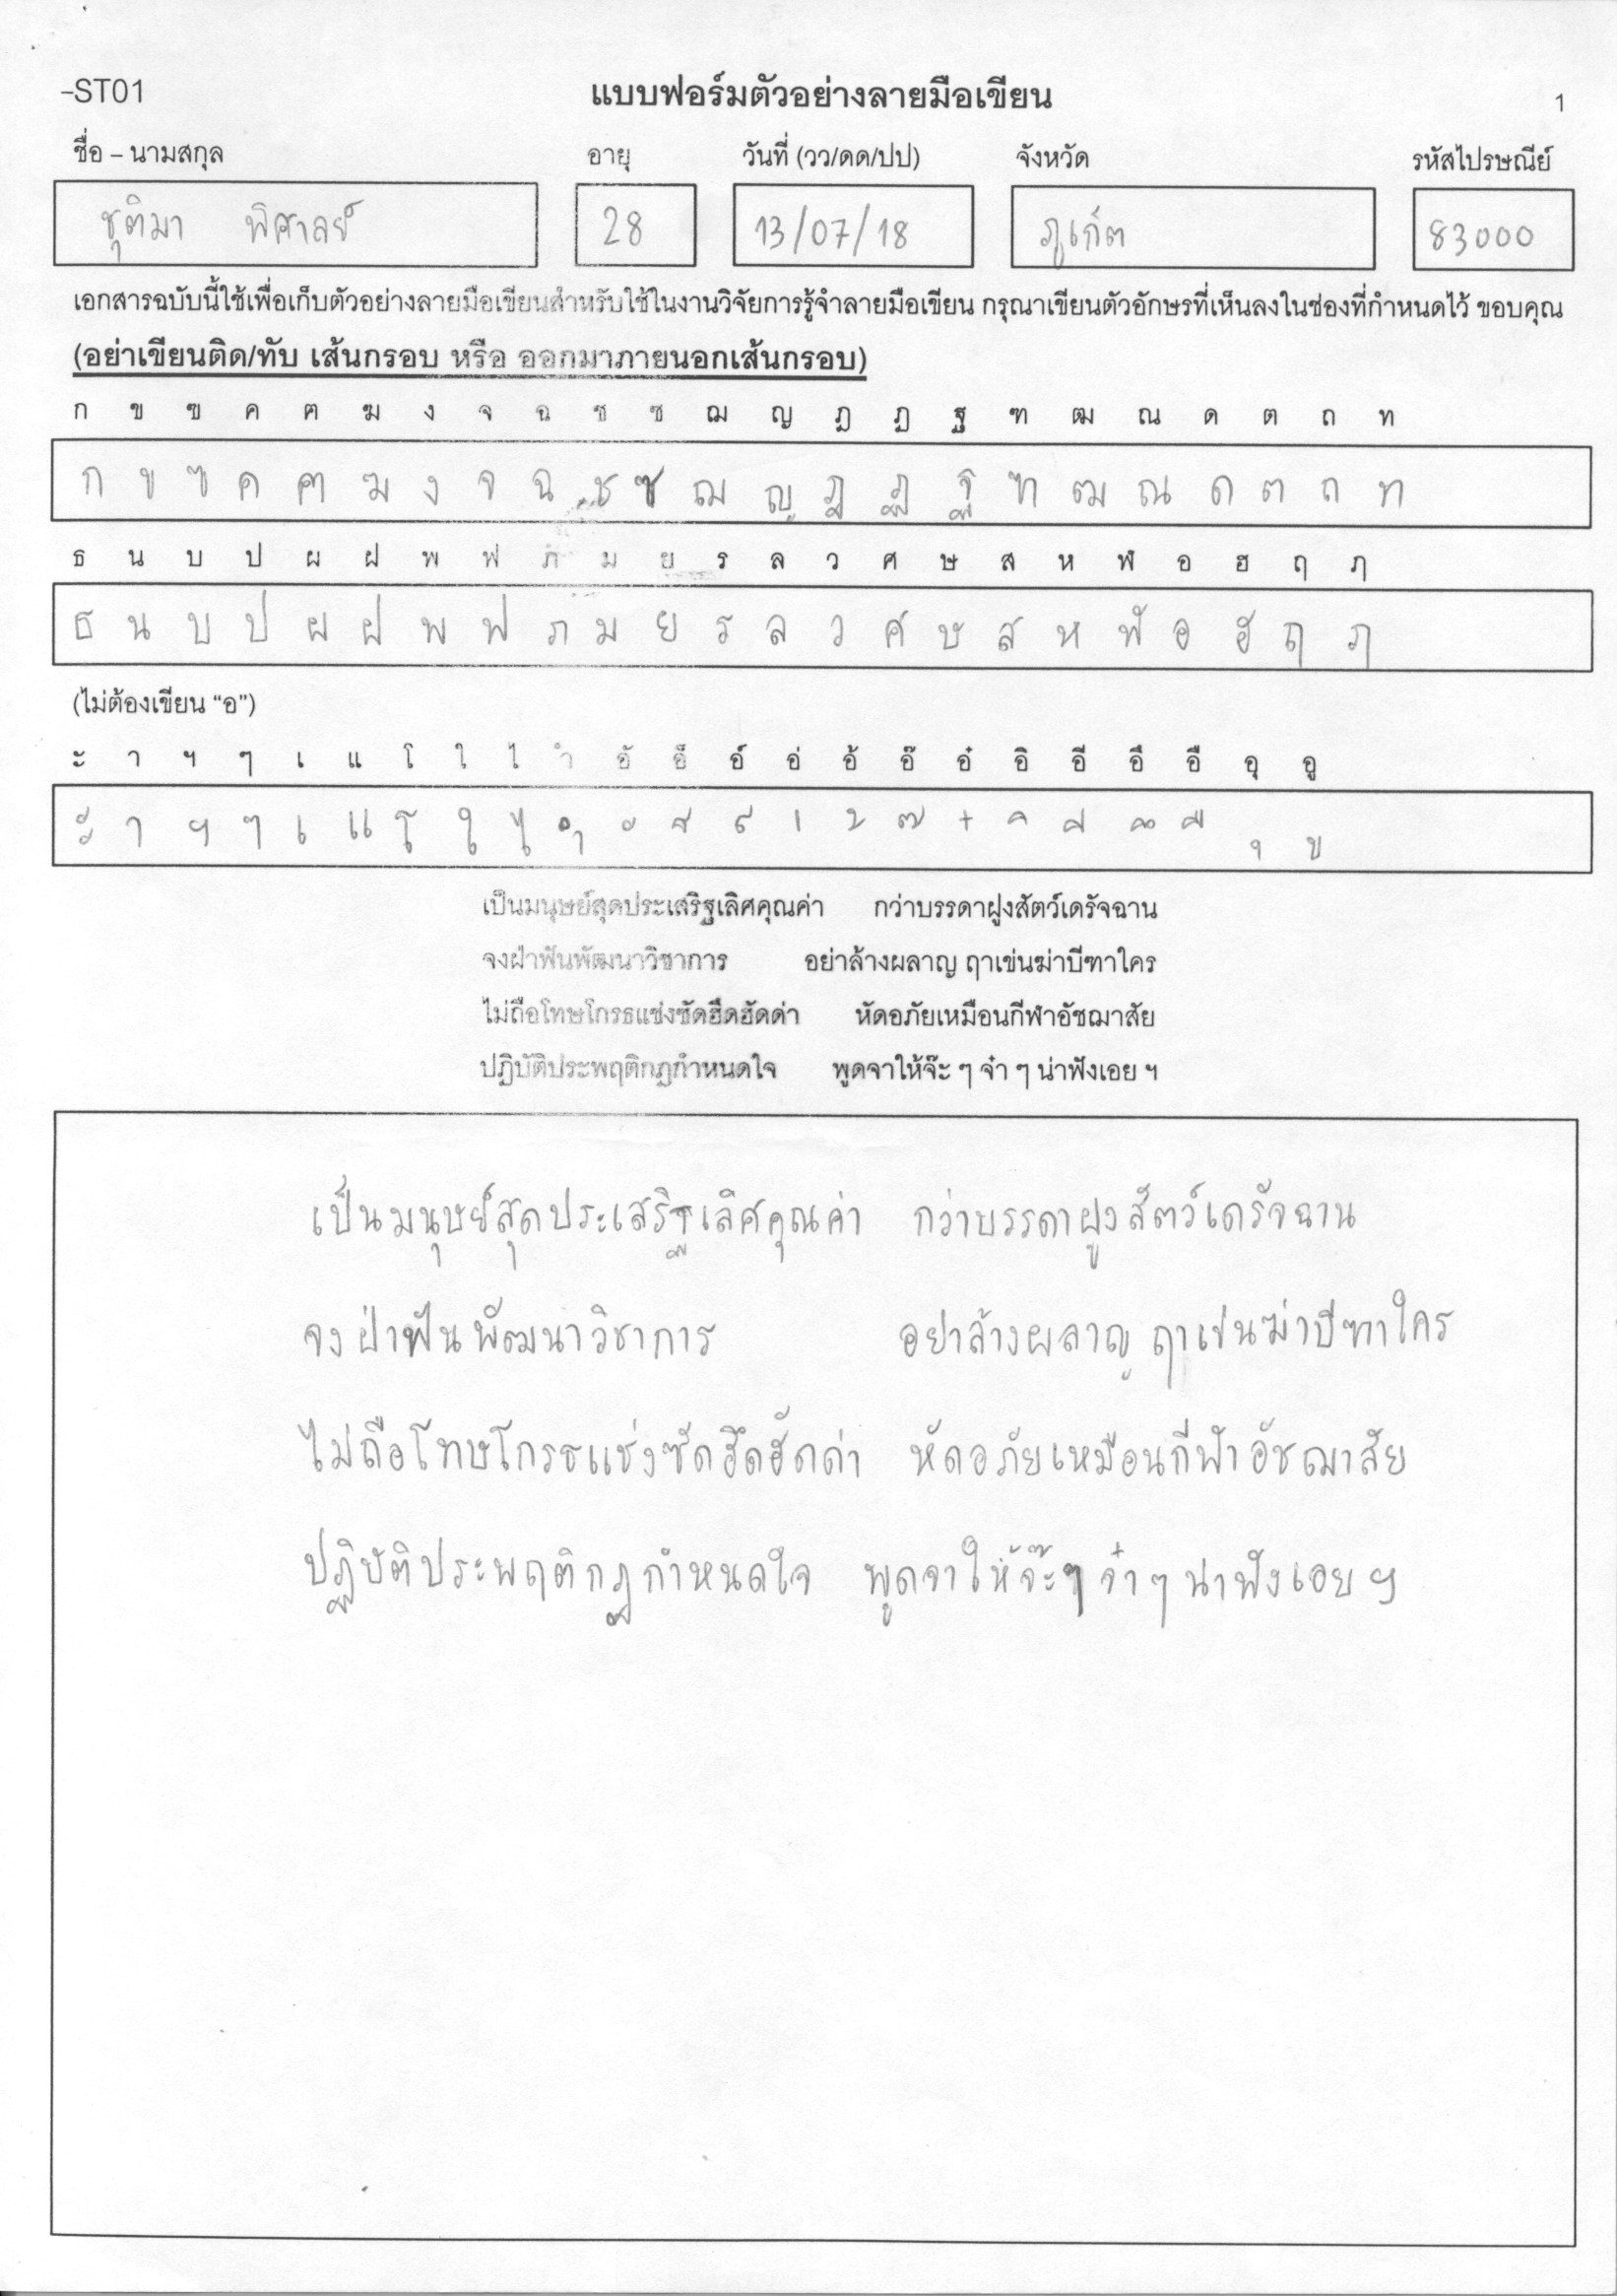 -ST01 แบบฟอร์มตัวอย่างลายมือเขียน 1
ชื่อ – นามสกุล อายุ วันที่ (วว/ดด/ปป) จังหวัด รหัสไปรษณีย์
ชุติมา พิศาลย์ 28 13/07/18 ภูเก็ต 83000
เอกสารฉบับนี้ใช้เพื่อเก็บตัวอย่างลายมือเขียนสำหรับใช้ในงานวิจัยการรู้จำลายมือเขียน กรุณาเขียนตัวอักษรที่เห็นลงในช่องที่กำหนดไว้ ขอบคุณ
(อย่าเขียนติด/ทับ เส้นกรอบ หรือ ออกมาภายนอกเส้นกรอบ)
ก ข ฃ ค ฅ ฆ ง จ ฉ ช ซ ฌ ญ ฎ ฏ ฐ ฑ ฒ ณ ด ต ถ ท
ก ข ฃ ค ฅ ฆ ง จ ฉ ช ซ ฌ ญ ฎ ฏ ฐ ฑ ฒ ณ ด ต ถ ท
ธ น บ ป ผ ฝ พ ฟ ภ ม ย ร ล ว ศ ษ ส ห ฬ อ ฮ ฤ ฦ
ธ น บ ป ผ ฝ พ ฟ ภ ม ย ร ล ว ศ ษ ส ห ฬ อ ฮ ฤ ฦ
(ไม่ต้องเขียน “อ”)
ะ า ฯ ๆ เ แ โ ใ ไ ำ อั อ็ อ์ อ่ อ้ อ๊ อ๋ อิ อี อึ อื อุ อู
ะ า ฯ ๆ เ แ โ ใ ไ ำ ั ็ ์ ่ ้ ๊ ๋ ิ ี ึ ื ุ ู
เป็นมนุษย์สุดประเสริฐเลิศคุณค่า กว่าบรรดาฝูงสัตว์เดรัจฉาน
จงฝ่าฟันพัฒนาวิชาการ อย่าล้างผลาญ ฤาเข่นฆ่าบีฑาใคร
ไม่ถือโทษโกรธแช่งซัดฮึดฮัดด่า หัดอภัยเหมือนกีฬาอัชฌาสัย
ปฏิบัติประพฤติกฎกำหนดใจ พูดจาให้จ๊ะ ๆ จ๋า ๆ น่าฟังเอย ฯ
เป็นมนุษย์สุดประเสริฐเลิศคุณค่า กว่าบรรดาฝูงสัตว์เดรัจฉาน
จงฝ่าฟันพัฒนาวิชาการ อย่าล้างผลาญ ฤาเข่นฆ่าบีฑาใคร
ไม่ถือโทษโกรธแช่งซัดฮึดฮัดด่า หัดอภัยเหมือนกีฬาอัชฌาสัย
ปฏิบัติประพฤติกฎกำหนดใจ พูดจาให้จ๊ะๆ จ๋าๆ น่าฟังเอย ฯ